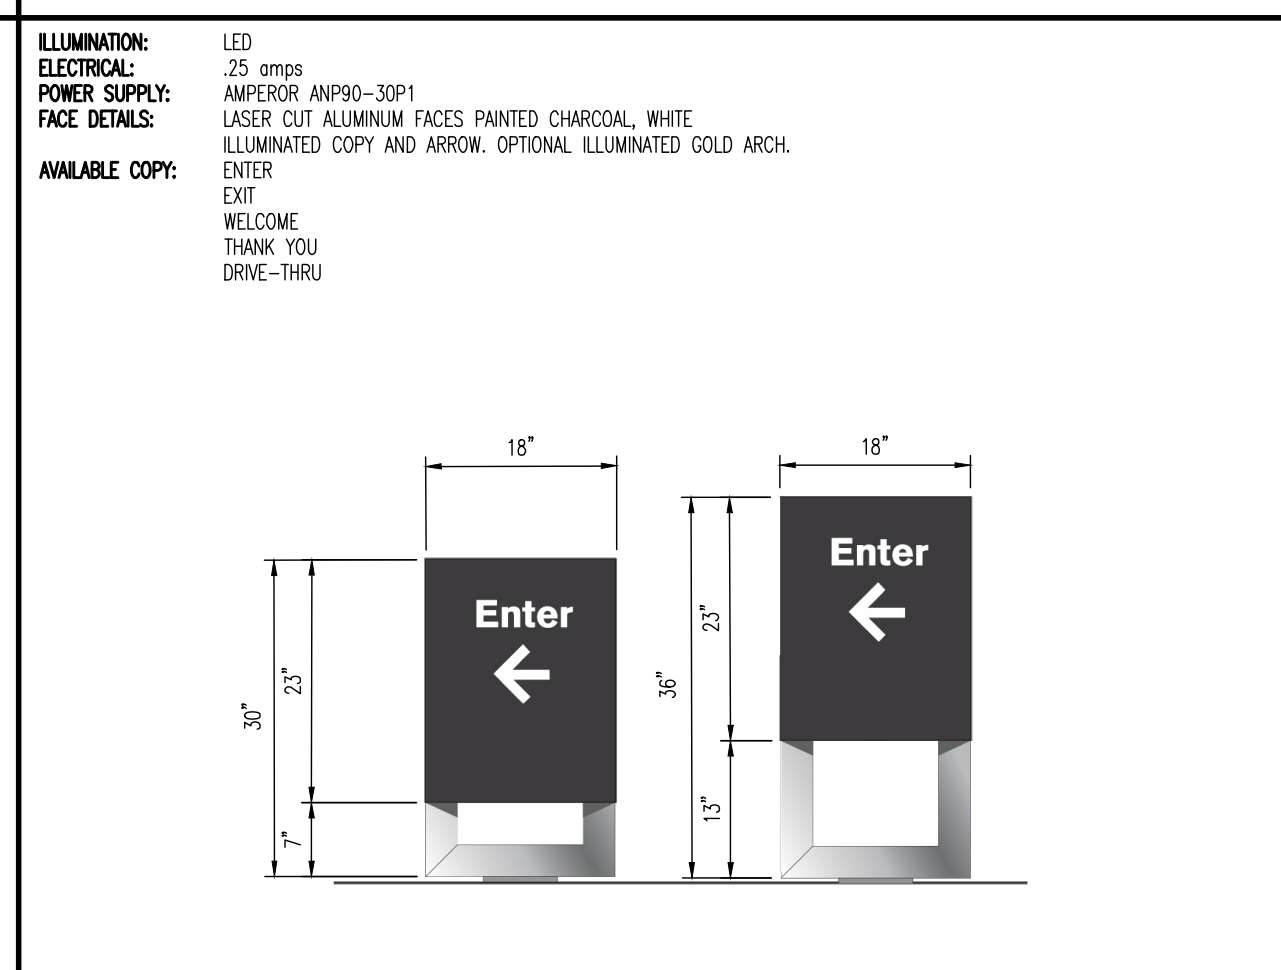 ILLUMINATION: LED
ELECTRICAL: .25 amps
POWER SUPPLY: AMPEROR ANP90-30P1
FACE DETAILS: LASER CUT ALUMINUM FACES PAINTED CHARCOAL, WHITE
ILLUMINATED COPY AND ARROW. OPTIONAL ILLUMINATED GOLD ARCH.
AVAILABLE COPY: ENTER
EXIT
WELCOME
THANK YOU
DRIVE-THRU
18"
18"
Enter
Enter
30"
23"
7"
36"
23"
13"